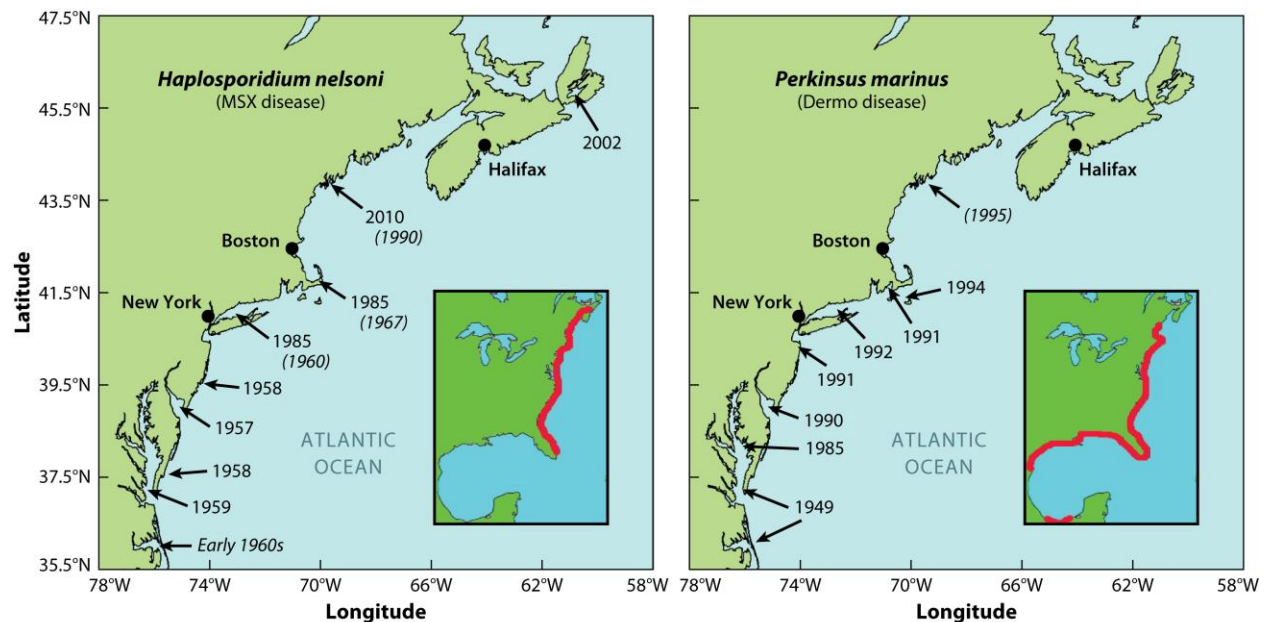 Haplosporidium nelsoni
(MSX disease)
2002
Halifax
2010
(1990)
Boston
1985
(1967)
New York
1985
(1960)
1958
1957
1958
1959
Early 1960s
ATLANTIC
OCEAN
47.5°N
45.5°N
43.5°N
41.5°N
39.5°N
37.5°N
35.5°N
Latitude
78°W 74°W 70°W 66°W 62°W 58°W
Longitude
Perkinsus marinus
(Dermo disease)
Halifax
(1995)
Boston
1994
1991
New York
1992
1991
1990
1985
1949
ATLANTIC
OCEAN
78°W 74°W 70°W 66°W 62°W 58°W
Longitude